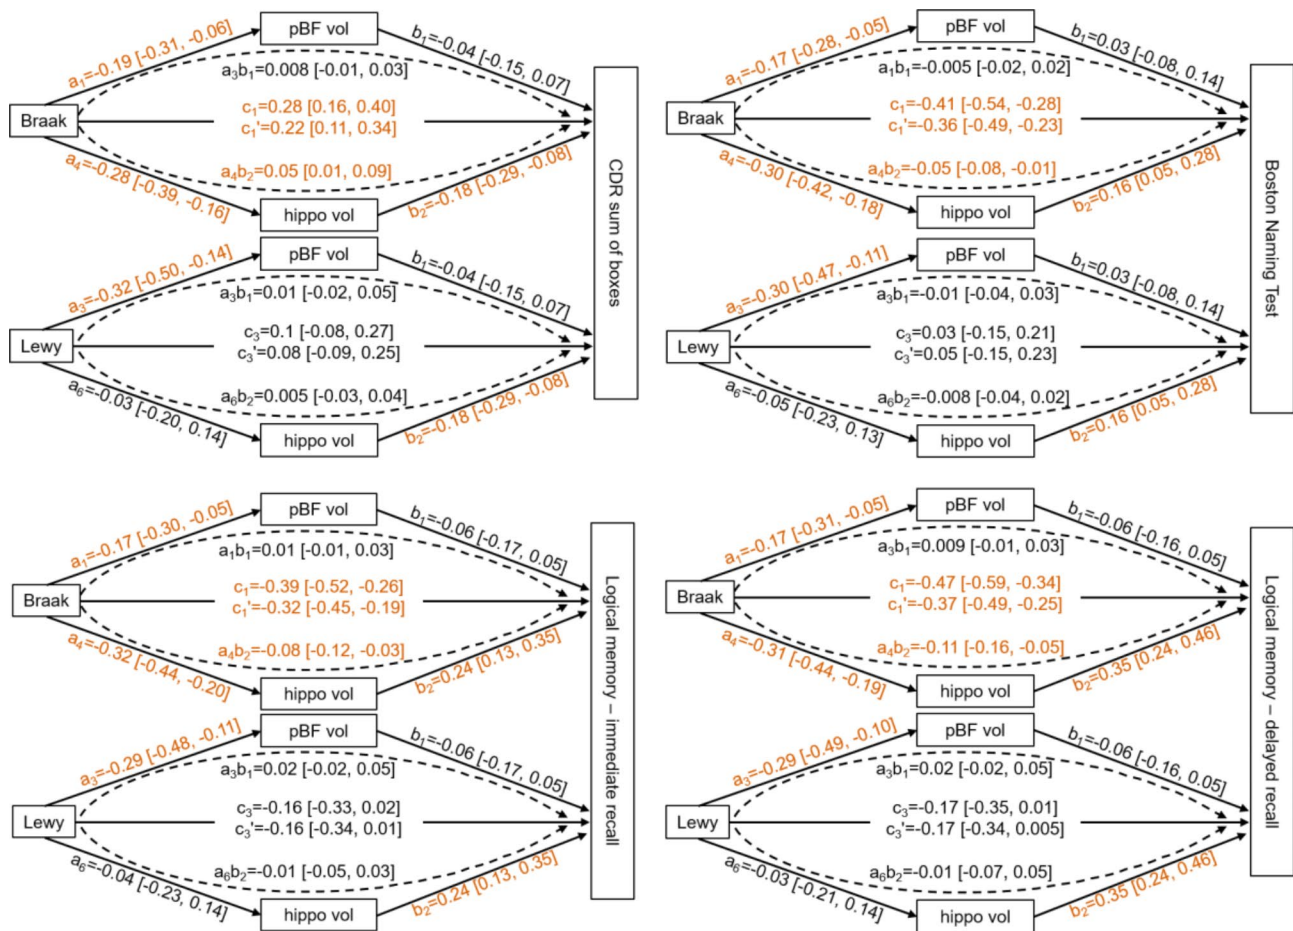 pBF vol
a₁=-0.19 [-0.31, -0.06]
b₁=-0.04 [-0.15, 0.07]
a₃b₁=0.008 [-0.01, 0.03]
Braak
c₁=0.28 [0.16, 0.40]
c₁'=0.22 [0.11, 0.34]
a₄b₂=0.05 [0.01, 0.09]
a₄=-0.28 [-0.39, -0.16]
b₂=-0.18 [-0.29, -0.08]
hippo vol
CDR sum of boxes
pBF vol
a₃=-0.32 [-0.50, -0.14]
b₁=-0.04 [-0.15, 0.07]
a₃b₁=0.01 [-0.02, 0.05]
Lewy
c₃=0.1 [-0.08, 0.27]
c₃'=0.08 [-0.09, 0.25]
a₆b₂=0.005 [-0.03, 0.04]
a₆=-0.03 [-0.20, 0.14]
b₂=-0.18 [-0.29, -0.08]
hippo vol
pBF vol
a₁=-0.17 [-0.28, -0.05]
b₁=0.03 [-0.08, 0.14]
a₁b₁=-0.005 [-0.02, 0.02]
Braak
c₁=-0.41 [-0.54, -0.28]
c₁'=-0.36 [-0.49, -0.23]
a₄b₂=-0.05 [-0.08, -0.01]
a₄=-0.30 [-0.42, -0.18]
b₂=0.16 [0.05, 0.28]
hippo vol
Boston Naming Test
pBF vol
a₃=-0.30 [-0.47, -0.11]
b₁=0.03 [-0.08, 0.14]
a₃b₁=-0.01 [-0.04, 0.03]
Lewy
c₃=0.03 [-0.15, 0.21]
c₃'=0.05 [-0.15, 0.23]
a₆b₂=-0.008 [-0.04, 0.02]
a₆=-0.05 [-0.23, 0.13]
b₂=0.16 [0.05, 0.28]
hippo vol
pBF vol
a₁=-0.17 [-0.30, -0.05]
b₁=-0.06 [-0.17, 0.05]
a₁b₁=0.01 [-0.01, 0.03]
Braak
c₁=-0.39 [-0.52, -0.26]
c₁'=-0.32 [-0.45, -0.19]
a₄b₂=-0.08 [-0.12, -0.03]
a₄=-0.32 [-0.44, -0.20]
b₂=0.24 [0.13, 0.35]
hippo vol
Logical memory – immediate recall
pBF vol
a₃=-0.29 [-0.48, -0.11]
b₁=-0.06 [-0.17, 0.05]
a₃b₁=0.02 [-0.02, 0.05]
Lewy
c₃=-0.16 [-0.33, 0.02]
c₃'=-0.16 [-0.34, 0.01]
a₆b₂=-0.01 [-0.05, 0.03]
a₆=-0.04 [-0.23, 0.14]
b₂=0.24 [0.13, 0.35]
hippo vol
pBF vol
a₁=-0.17 [-0.31, -0.05]
b₁=-0.06 [-0.16, 0.05]
a₃b₁=0.009 [-0.01, 0.03]
Braak
c₁=-0.47 [-0.59, -0.34]
c₁'=-0.37 [-0.49, -0.25]
a₄b₂=-0.11 [-0.16, -0.05]
a₄=-0.31 [-0.44, -0.19]
b₂=0.35 [0.24, 0.46]
hippo vol
Logical memory – delayed recall
pBF vol
a₃=-0.29 [-0.49, -0.10]
b₁=-0.06 [-0.16, 0.05]
a₃b₁=0.02 [-0.02, 0.05]
Lewy
c₃=-0.17 [-0.35, 0.01]
c₃'=-0.17 [-0.34, 0.005]
a₆b₂=-0.01 [-0.07, 0.05]
a₆=-0.03 [-0.21, 0.14]
b₂=0.35 [0.24, 0.46]
hippo vol